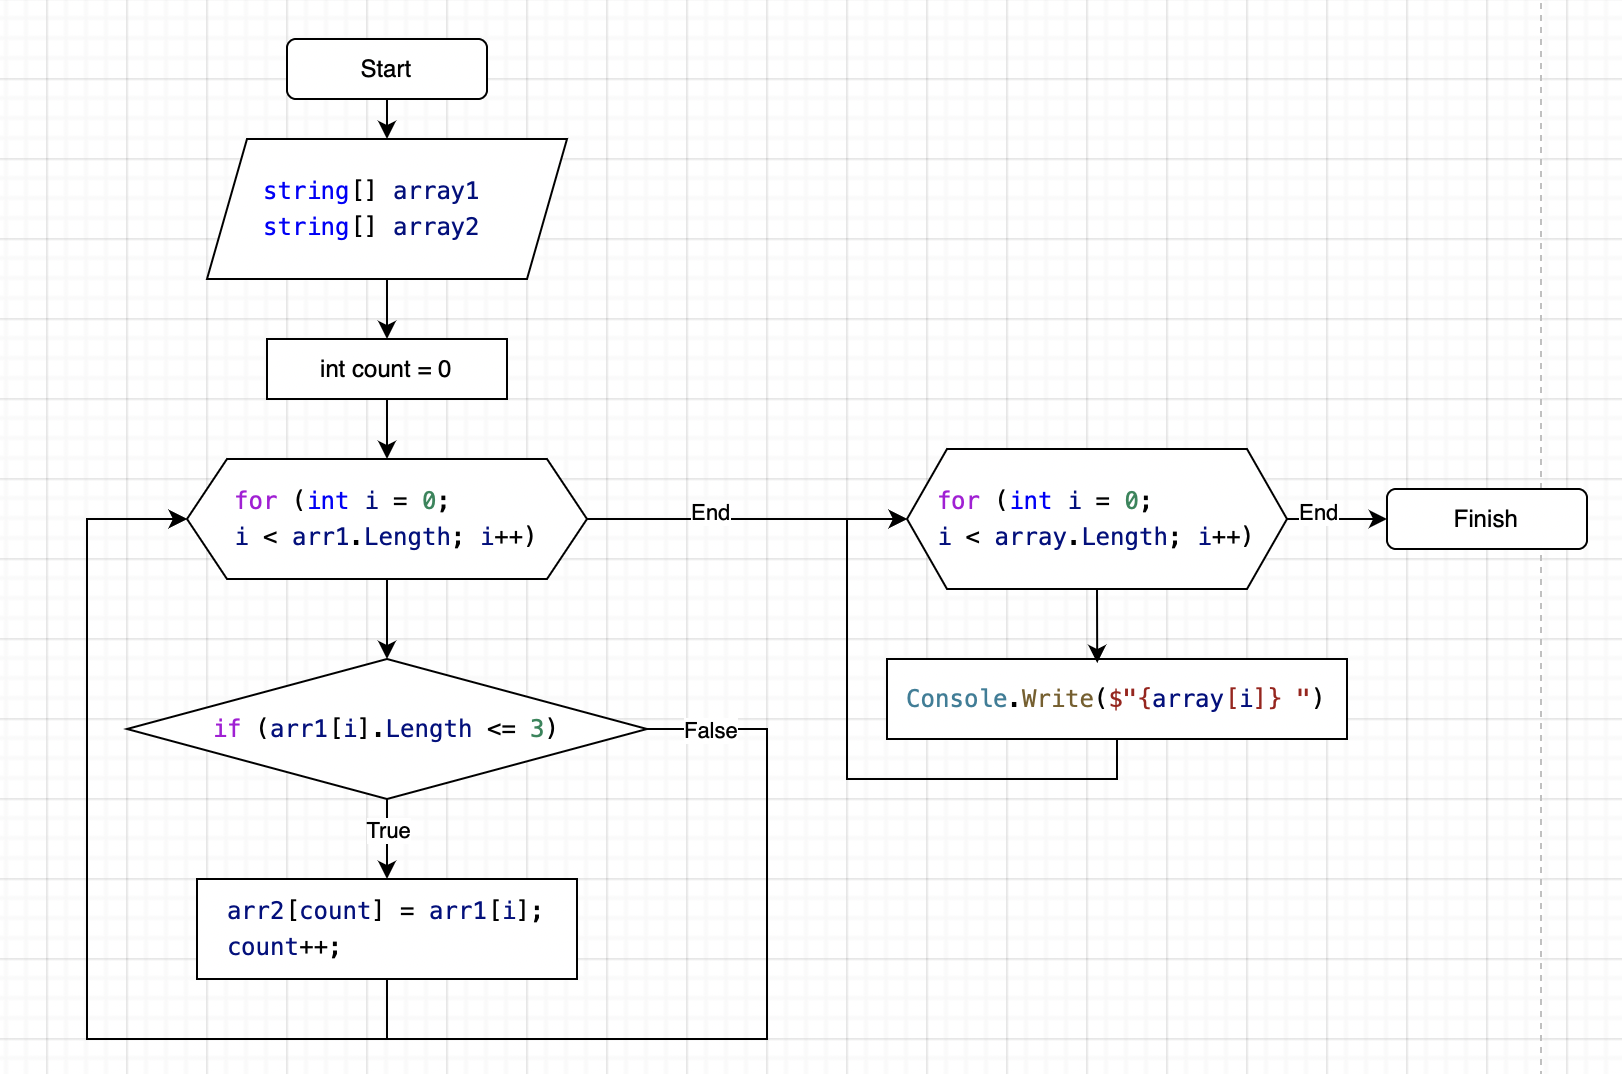 Start
string[] array1
string[] array2
int count = 0
for (int i = 0;
i < arr1.Length; i++)
End
for (int i = 0;
i < array.Length; i++)
End
Finish
if (arr1[i].Length <= 3)
False
Console.Write($"{array[i]} ")
True
arr2[count] = arr1[i];
count++;